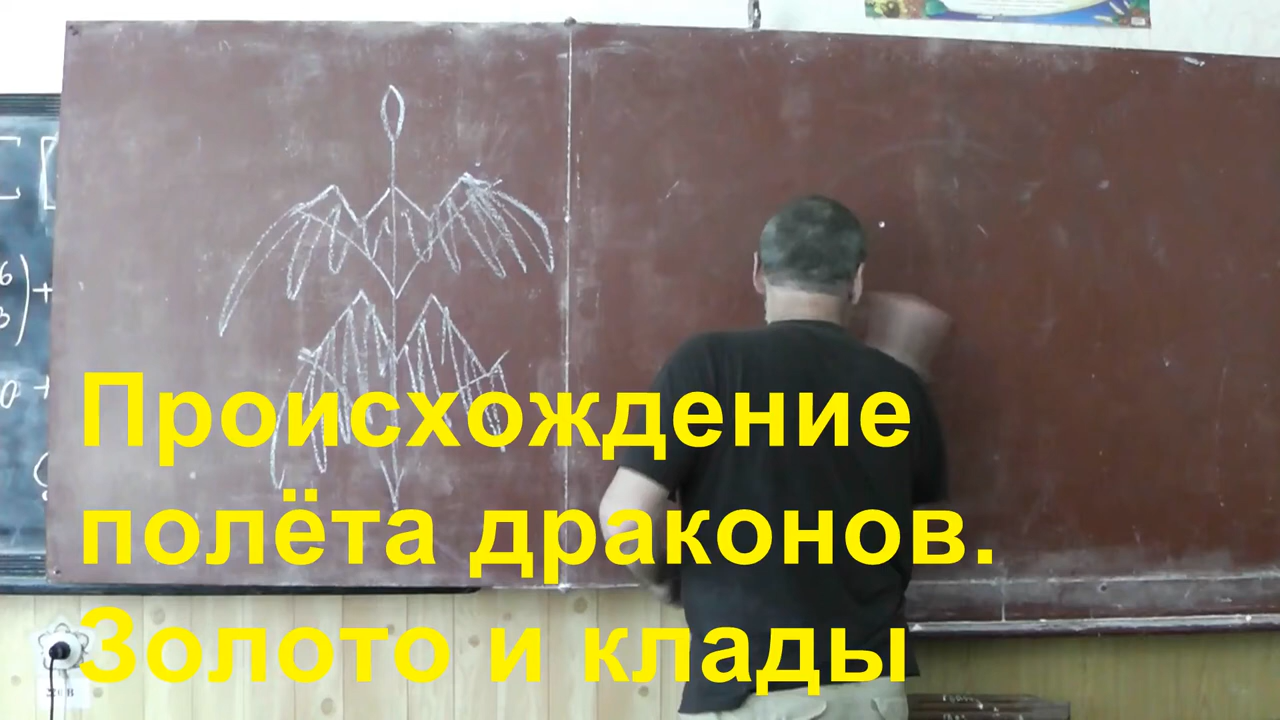 Происхождение
полёта драконов.
Золото и клады